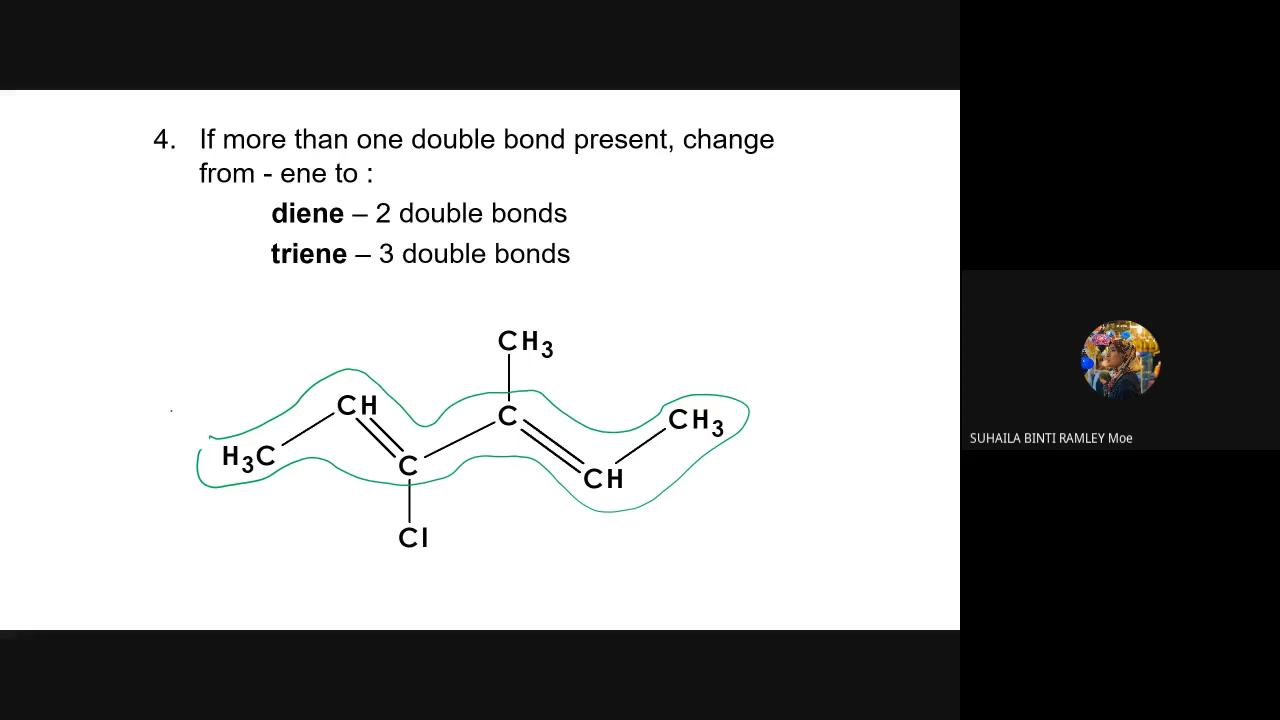 4. If more than one double bond present, change
from - ene to :
diene – 2 double bonds
triene – 3 double bonds
CH3
CH
C
CH3
H3C
C
CH
Cl
SUHAILA BINTI RAMLEY Moe